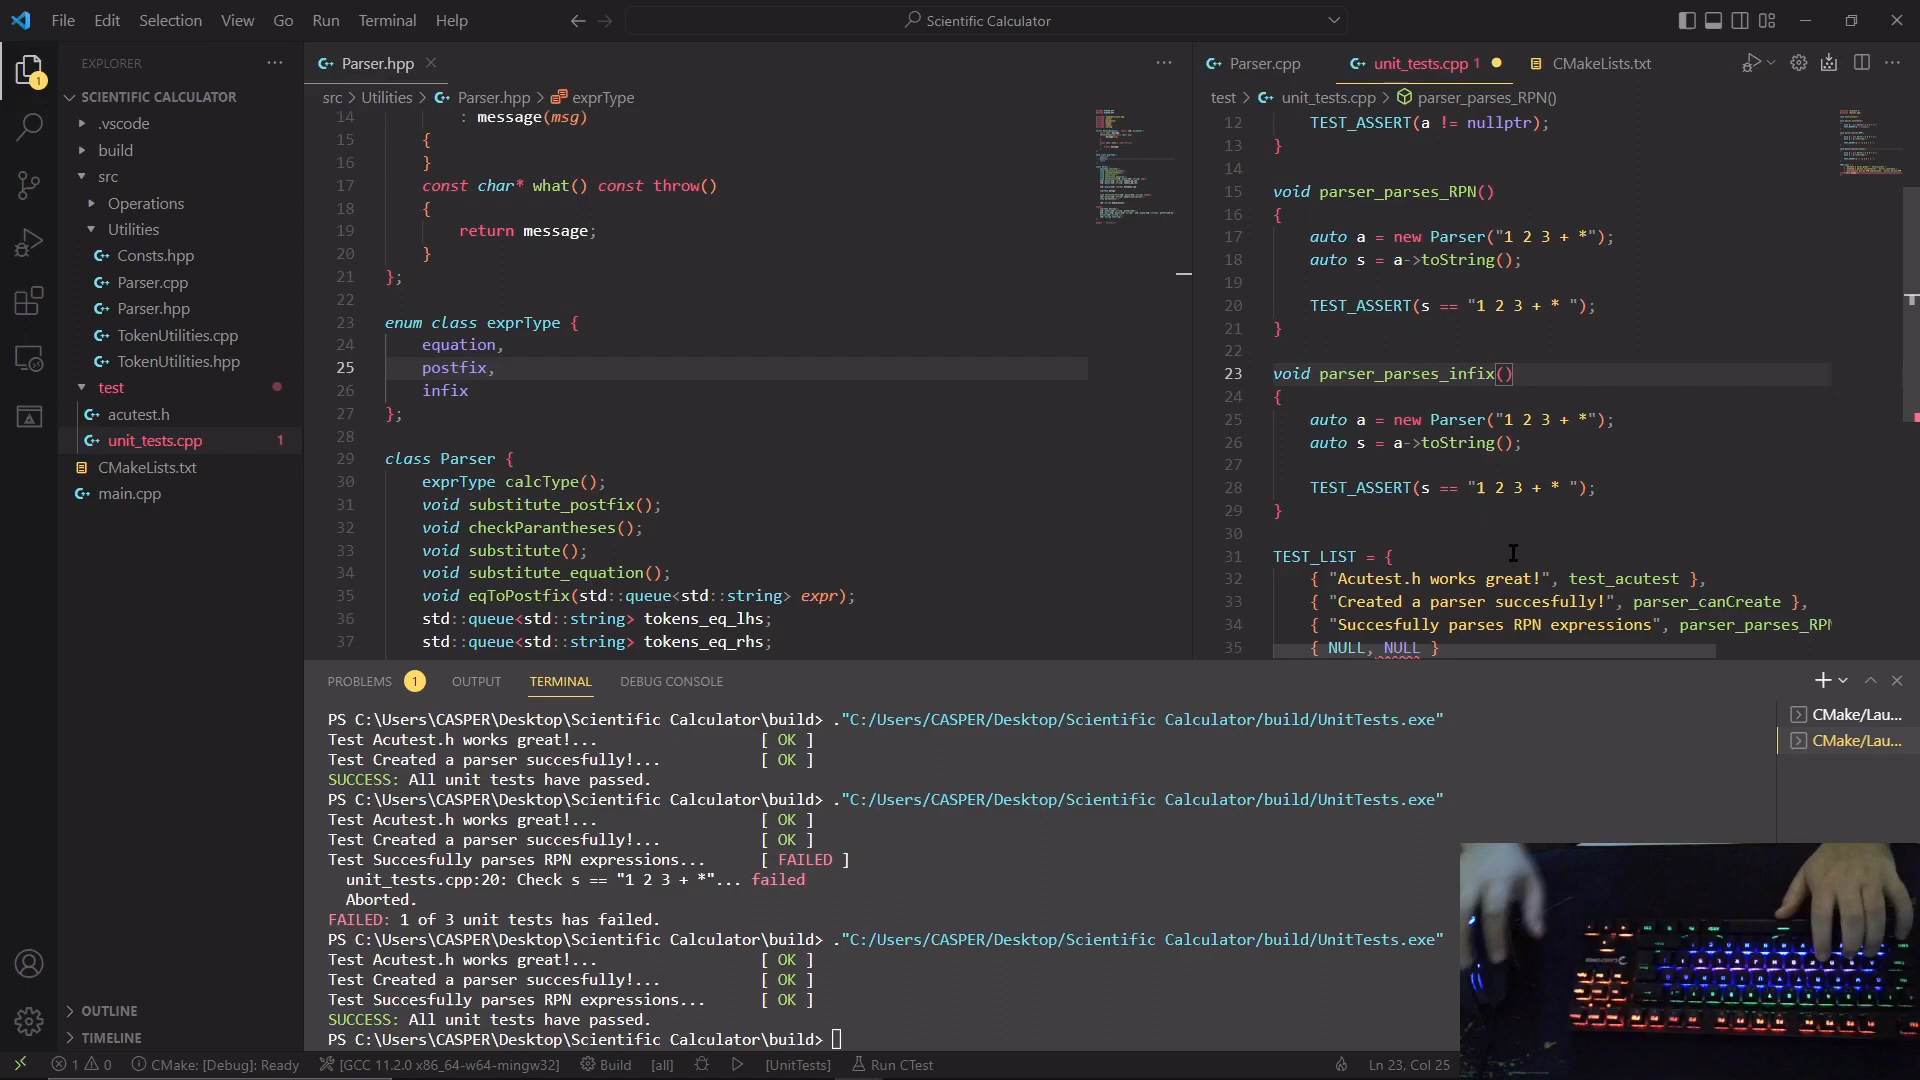 File Edit Selection View Go Run Terminal Help
Scientific Calculator
EXPLORER
SCIENTIFIC CALCULATOR
.vscode
build
src
Operations
Utilities
Consts.hpp
Parser.cpp
Parser.hpp
TokenUtilities.cpp
TokenUtilities.hpp
test
acutest.h
unit_tests.cpp 1
CMakeLists.txt
main.cpp
OUTLINE
TIMELINE
1
Parser.hpp
src > Utilities > Parser.hpp > exprType
14 : message(msg)
15 {
16 }
17 const char* what() const throw()
18 {
19 return message;
20 }
21 };
22
23 enum class exprType {
24 equation,
25 postfix,
26 infix
27 };
28
29 class Parser {
30 exprType calcType();
31 void substitute_postfix();
32 void checkParantheses();
33 void substitute();
34 void substitute_equation();
35 void eqToPostfix(std::queue<std::string> expr);
36 std::queue<std::string> tokens_eq_lhs;
37 std::queue<std::string> tokens_eq_rhs;
Parser.cpp unit_tests.cpp 1 CMakeLists.txt
test > unit_tests.cpp > parser_parses_RPN()
12 TEST_ASSERT(a != nullptr);
13 }
14
15 void parser_parses_RPN()
16 {
17 auto a = new Parser("1 2 3 + *");
18 auto s = a->toString();
19
20 TEST_ASSERT(s == "1 2 3 + * ");
21 }
22
23 void parser_parses_infix()
24 {
25 auto a = new Parser("1 2 3 + *");
26 auto s = a->toString();
27
28 TEST_ASSERT(s == "1 2 3 + * ");
29 }
30
31 TEST_LIST = {
32 { "Acutest.h works great!", test_acutest },
33 { "Created a parser succesfully!", parser_canCreate },
34 { "Succesfully parses RPN expressions", parser_parses_RPN
35 { NULL, NULL }
PROBLEMS 1 OUTPUT TERMINAL DEBUG CONSOLE
PS C:\Users\CASPER\Desktop\Scientific Calculator\build> ."C:/Users/CASPER/Desktop/Scientific Calculator/build/UnitTests.exe"
Test Acutest.h works great!... [ OK ]
Test Created a parser succesfully!... [ OK ]
SUCCESS: All unit tests have passed.
PS C:\Users\CASPER\Desktop\Scientific Calculator\build> ."C:/Users/CASPER/Desktop/Scientific Calculator/build/UnitTests.exe"
Test Acutest.h works great!... [ OK ]
Test Created a parser succesfully!... [ OK ]
Test Succesfully parses RPN expressions... [ FAILED ]
unit_tests.cpp:20: Check s == "1 2 3 + *"... failed
Aborted.
FAILED: 1 of 3 unit tests has failed.
PS C:\Users\CASPER\Desktop\Scientific Calculator\build> ."C:/Users/CASPER/Desktop/Scientific Calculator/build/UnitTests.exe"
Test Acutest.h works great!... [ OK ]
Test Created a parser succesfully!... [ OK ]
Test Succesfully parses RPN expressions... [ OK ]
SUCCESS: All unit tests have passed.
PS C:\Users\CASPER\Desktop\Scientific Calculator\build>
CMake/Lau...
CMake/Lau...
1 0 CMake: [Debug]: Ready [GCC 11.2.0 x86_64-w64-mingw32] Build [all] [UnitTests] Run CTest Ln 23, Col 25